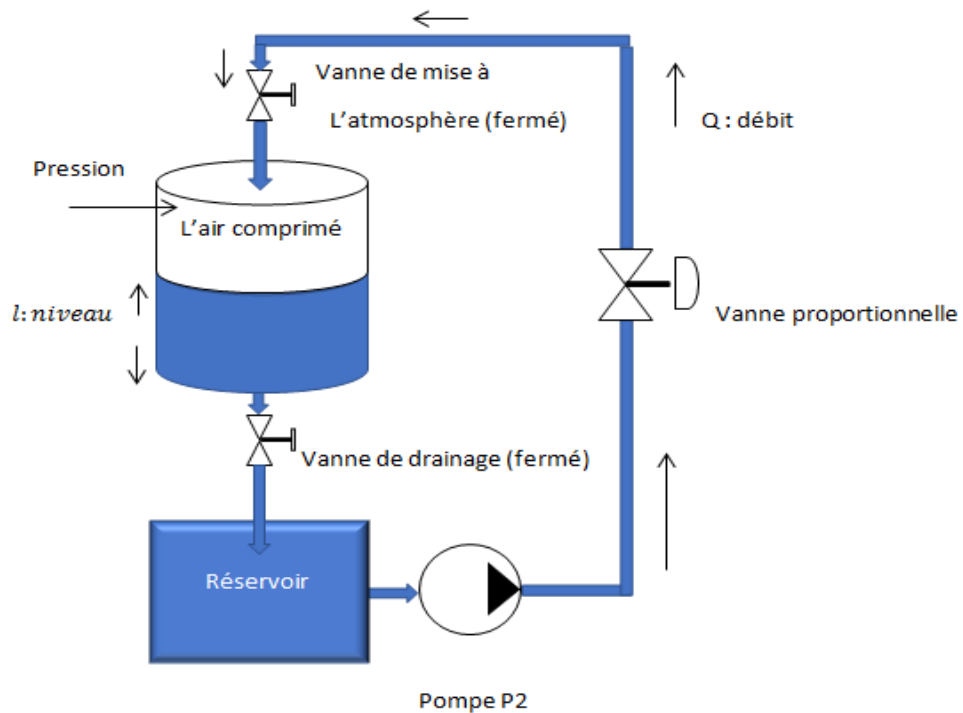 Vanne de mise à
L'atmosphère (fermé)
Q : débit
Pression
L'air comprimé
l: niveau
Vanne proportionnelle
Vanne de drainage (fermé)
Réservoir
Pompe P2